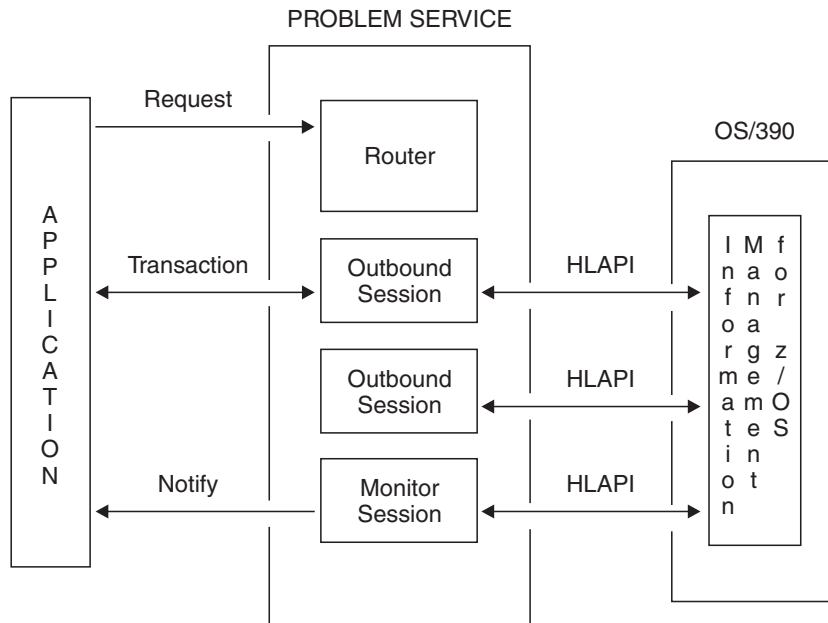 PROBLEM SERVICE
Request
Router
OS/390
APPLICATION
Information
Management
for z/OS
Transaction
Outbound
Session
HLAPI
Outbound
Session
HLAPI
Notify
Monitor
Session
HLAPI